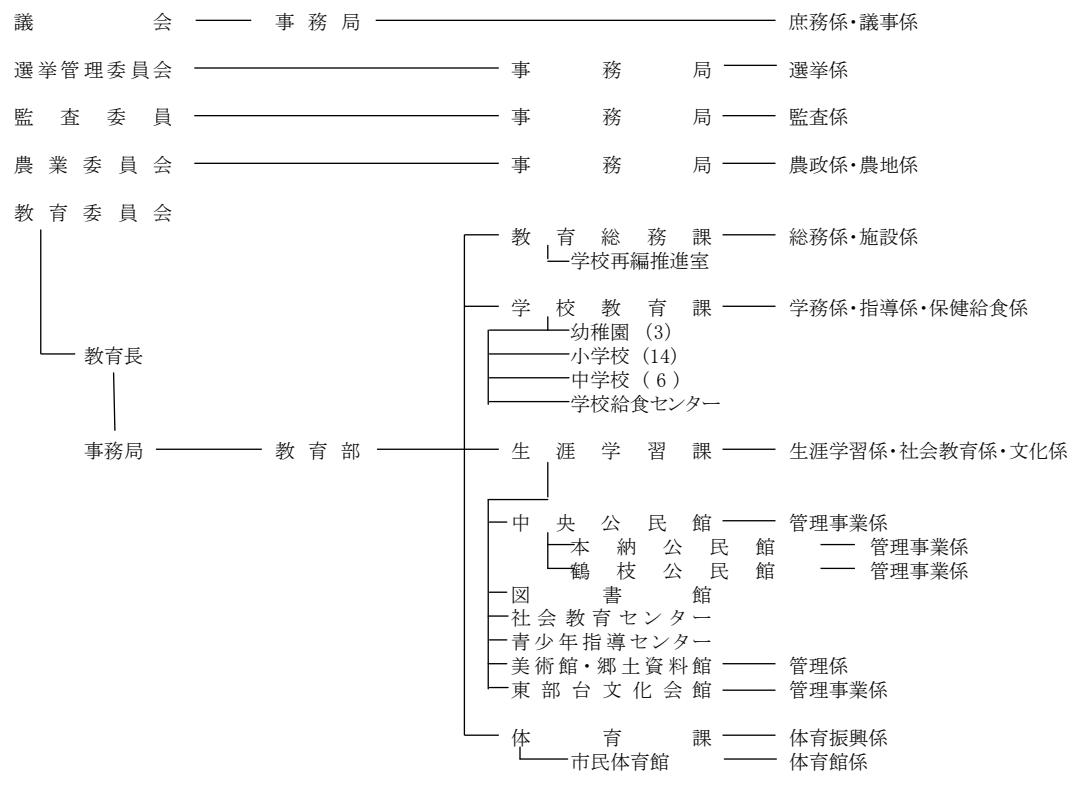 議会 事務局 庶務係・議事係
選挙管理委員会 事務局 選挙係
監査委員 事務局 監査係
農業委員会 事務局 農政係・農地係
教育委員会
教育総務課 総務係・施設係
学校再編推進室
学校教育課 学務係・指導係・保健給食係
幼稚園 (3)
小学校 (14)
教育長
中学校 ( 6 )
学校給食センター
事務局 教育部 生涯学習課 生涯学習係・社会教育係・文化係
中央公民館 管理事業係
本納公民館 管理事業係
鶴枝公民館 管理事業係
図書館
社会教育センター
青少年指導センター
美術館・郷土資料館 管理係
東部台文化会館 管理事業係
体育課 体育振興係
市民体育館 体育館係